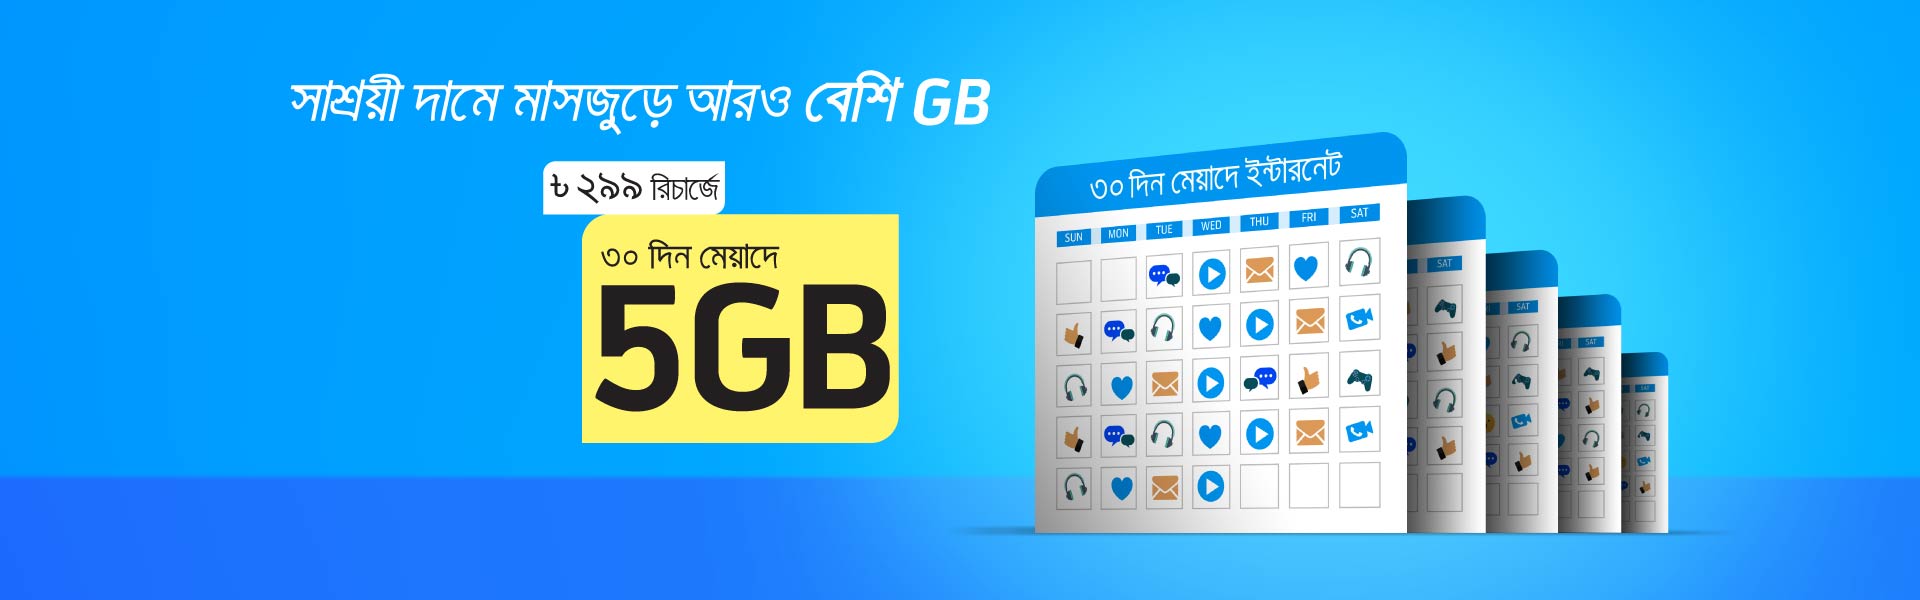 সাশ্রয়ী দামে মাসজুড়ে আরও বেশি GB
৳ ২৯৯ রিচার্জে
৩০ দিন মেয়াদে
5GB
৩০ দিন মেয়াদে ইন্টারনেট
SUN MON TUE WED THU FRI SAT
SAT
SAT
SAT
SAT